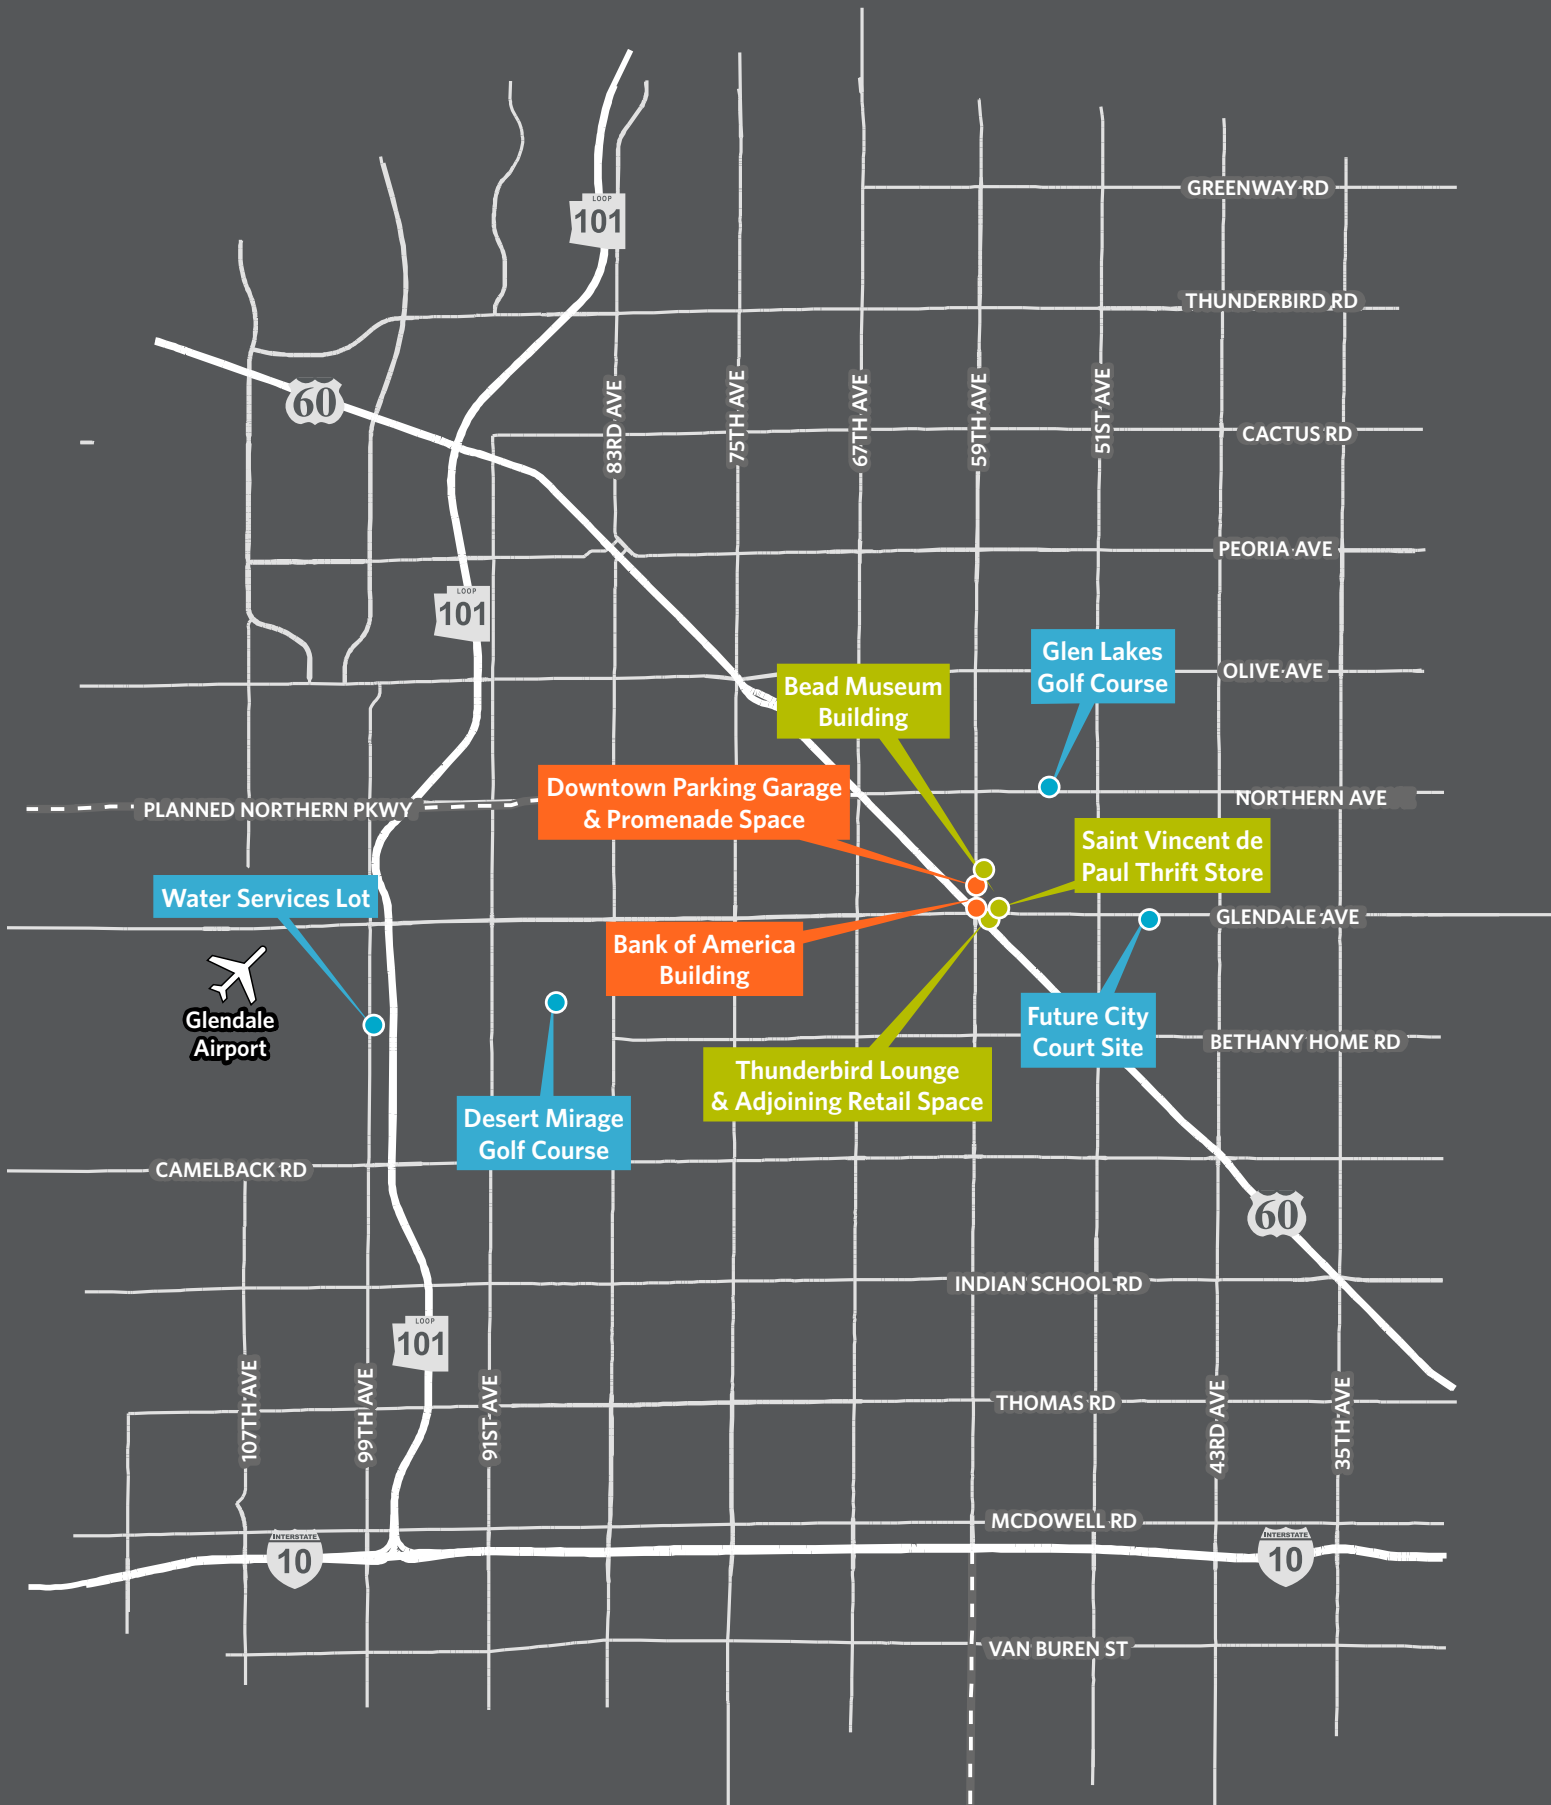 LOOP
101
GREENWAY RD
THUNDERBIRD RD
60
83RD AVE
75TH AVE
67TH AVE
59TH AVE
51ST AVE
CACTUS RD
PEORIA AVE
LOOP
101
Glen Lakes
Golf Course
OLIVE AVE
Bead Museum
Building
Downtown Parking Garage
& Promenade Space
PLANNED NORTHERN PKWY
NORTHERN AVE
Saint Vincent de
Paul Thrift Store
Water Services Lot
GLENDALE AVE
Bank of America
Building
Glendale
Airport
Future City
Court Site
BETHANY HOME RD
Thunderbird Lounge
& Adjoining Retail Space
Desert Mirage
Golf Course
CAMELBACK RD
60
INDIAN SCHOOL RD
LOOP
101
107TH AVE
99TH AVE
91ST AVE
THOMAS RD
43RD AVE
35TH AVE
MCDOWELL RD
INTERSTATE
10
INTERSTATE
10
VAN BUREN ST